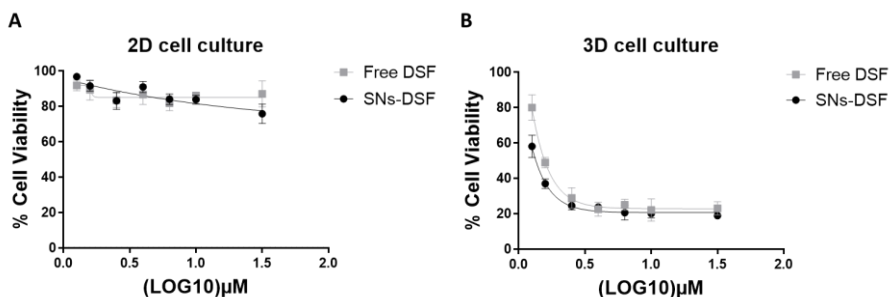 A
2D cell culture
% Cell Viability
100
80
60
40
20
0
0.0 0.5 1.0 1.5 2.0
(LOG10)µM
Free DSF
SNs-DSF
B
3D cell culture
% Cell Viability
100
80
60
40
20
0
0.0 0.5 1.0 1.5 2.0
(LOG10)µM
Free DSF
SNs-DSF